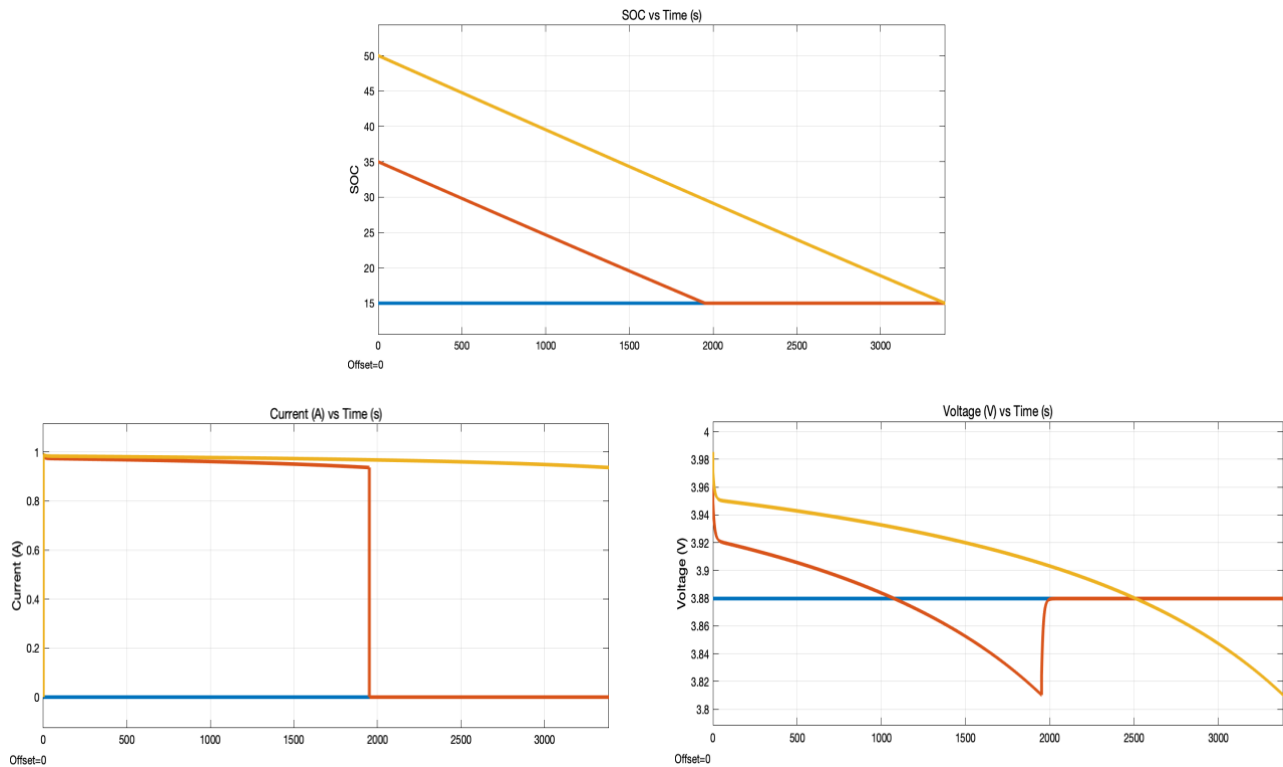 SOC vs Time (s)
50
45
40
35
30
25
20
15
SOC
0 500 1000 1500 2000 2500 3000
Offset=0
Current (A) vs Time (s)
1
0.8
0.6
0.4
0.2
0
Current (A)
0 500 1000 1500 2000 2500 3000
Offset=0
Voltage (V) vs Time (s)
4
3.98
3.96
3.94
3.92
3.9
3.88
3.86
3.84
3.82
3.8
Voltage (V)
0 500 1000 1500 2000 2500 3000
Offset=0